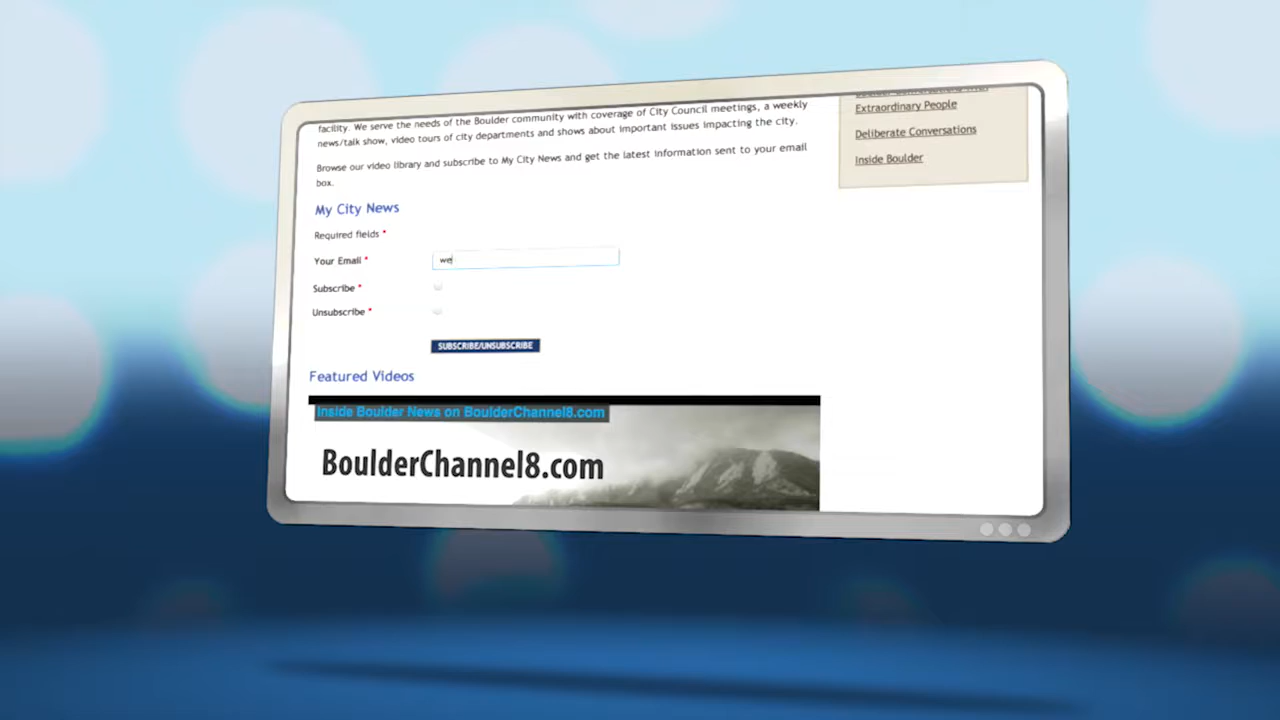 facility. We serve the needs of the Boulder community with coverage of City Council meetings, a weekly
news/talk show, video tours of city departments and shows about important issues impacting the city.
Browse our video library and subscribe to My City News and get the latest information sent to your email
box.
My City News
Required fields *
Your Email * we
Subscribe *
Unsubscribe *
SUBSCRIBE/UNSUBSCRIBE
Featured Videos
Inside Boulder News on BoulderChannel8.com
BoulderChannel8.com
Extraordinary People
Deliberate Conversations
Inside Boulder